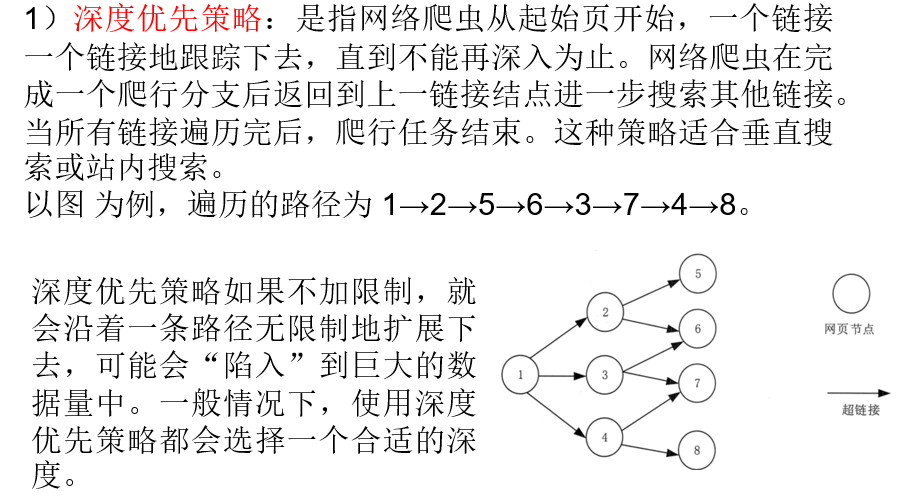 1）深度优先策略：是指网络爬虫从起始页开始，一个链接
一个链接地跟踪下去，直到不能再深入为止。网络爬虫在完
成一个爬行分支后返回到上一链接结点进一步搜索其他链接。
当所有链接遍历完后，爬行任务结束。这种策略适合垂直搜
索或站内搜索。
以图 为例，遍历的路径为 1→2→5→6→3→7→4→8。
深度优先策略如果不加限制，就
会沿着一条路径无限制地扩展下
去，可能会“陷入”到巨大的数
据量中。一般情况下，使用深度
优先策略都会选择一个合适的深
度。
1
2
3
4
5
6
7
8
网页节点
超链接